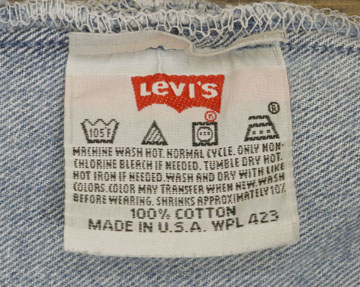 LEVI'S
®
105F
®
MACHINE WASH HOT. NORMAL CYCLE. ONLY NON-
CHLORINE BLEACH IF NEEDED. TUMBLE DRY HOT.
HOT IRON IF NEEDED. WASH AND DRY WITH LIKE
COLORS. COLOR MAY TRANSFER WHEN NEW. WASH
BEFORE WEARING. SHRINKS APPROXIMATELY 10%
100% COTTON
MADE IN U.S.A. WPL 423